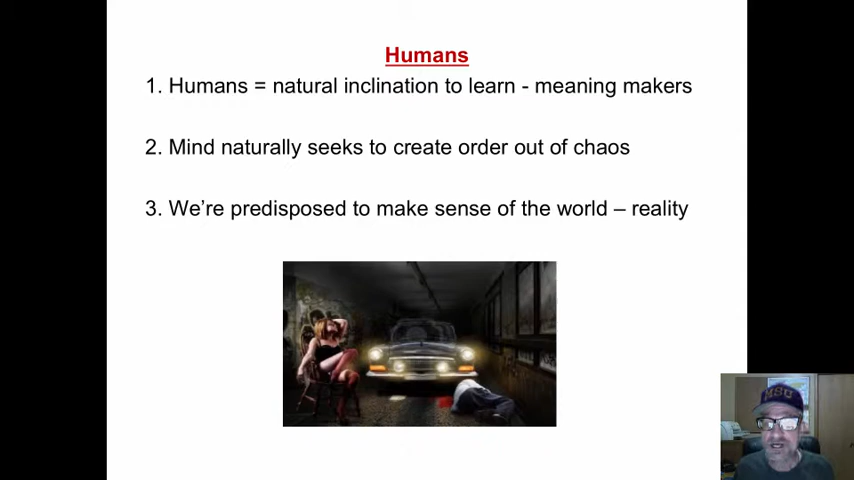 Humans
1. Humans = natural inclination to learn - meaning makers
2. Mind naturally seeks to create order out of chaos
3. We're predisposed to make sense of the world – reality
MSU